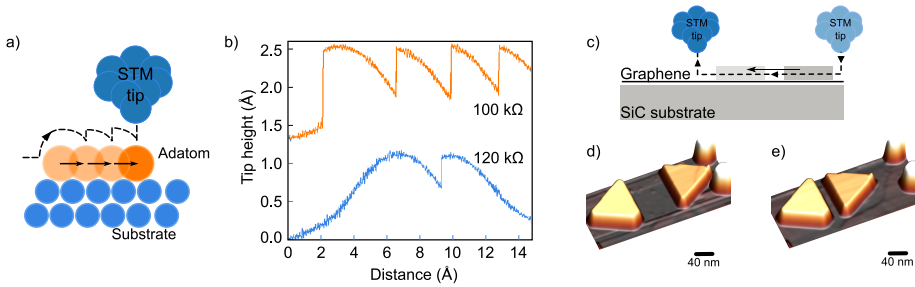 a)
STM
tip
Adatom
Substrate
b)
Tip height (Å)
2.5
2.0
1.5
1.0
0.5
0.0
100 kΩ
120 kΩ
0 2 4 6 8 10 12 14
Distance (Å)
c)
STM
tip
STM
tip
Graphene
SiC substrate
d)
40 nm
e)
40 nm